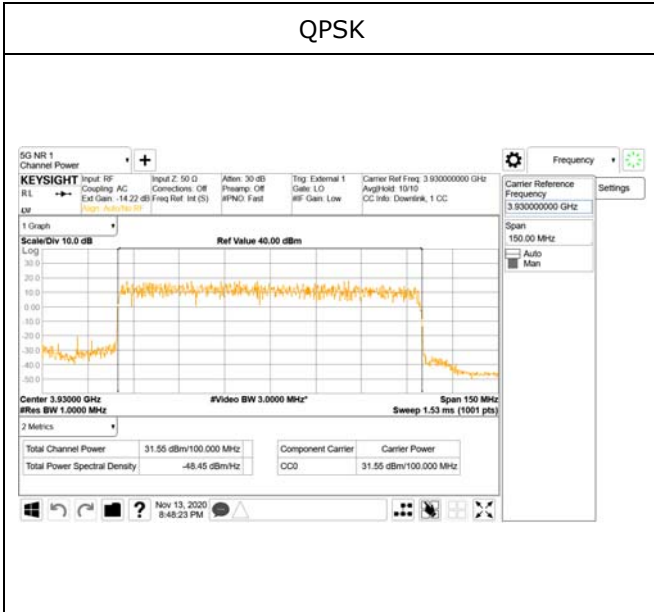 QPSK
5G NR 1
Channel Power
+
Frequency
KEYSIGHT
RL
Input: RF
Coupling: AC
Ext Gain: -14.22 dB
Align: Auto/No RF
Input Z: 50 Ω
Corrections: Off
Freq Ref: Int (S)
Atten: 30 dB
Preamp: Off
#PNO: Fast
Trig: External 1
Gate: LO
#IF Gain: Low
Carrier Ref Freq: 3.930000000 GHz
Avg|Hold: 10/10
CC Info: Downlink, 1 CC
Carrier Reference
Frequency
3.930000000 GHz
Settings
Span
150.00 MHz
Auto
Man
1 Graph
Scale/Div 10.0 dB
Ref Value 40.00 dBm
Log
30.0
20.0
10.0
0.00
-10.0
-20.0
-30.0
-40.0
-50.0
Center 3.93000 GHz
#Video BW 3.0000 MHz*
Span 150 MHz
#Res BW 1.0000 MHz
Sweep 1.53 ms (1001 pts)
2 Metrics
Total Channel Power 31.55 dBm/100.000 MHz
Total Power Spectral Density -48.45 dBm/Hz
Component Carrier Carrier Power
CC0 31.55 dBm/100.000 MHz
?
Nov 13, 2020
8:48:23 PM